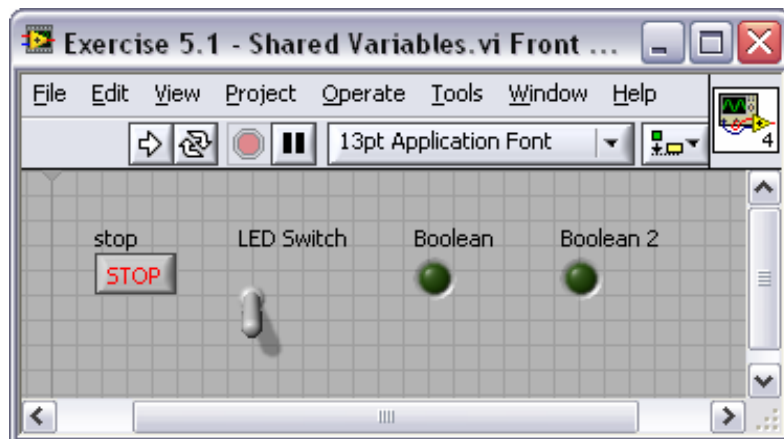 Exercise 5.1 - Shared Variables.vi Front ...
File Edit View Project Operate Tools Window Help
13pt Application Font
4
stop LED Switch Boolean Boolean 2
STOP